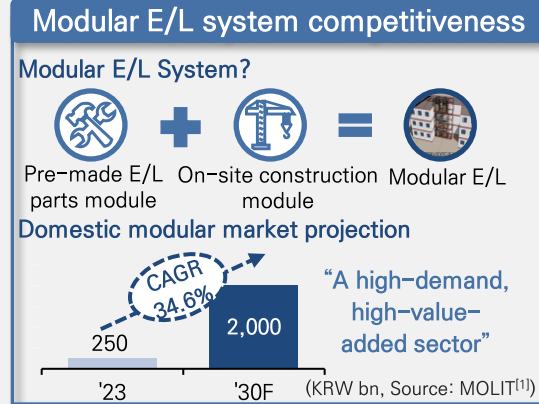 Modular E/L system competitiveness
Modular E/L System?
Pre-made E/L
parts module
On-site construction
module
Modular E/L
Domestic modular market projection
CAGR
34.6%
250
2,000
'23
'30F
“A high-demand,
high-value-
added sector”
(KRW bn, Source: MOLIT[1])